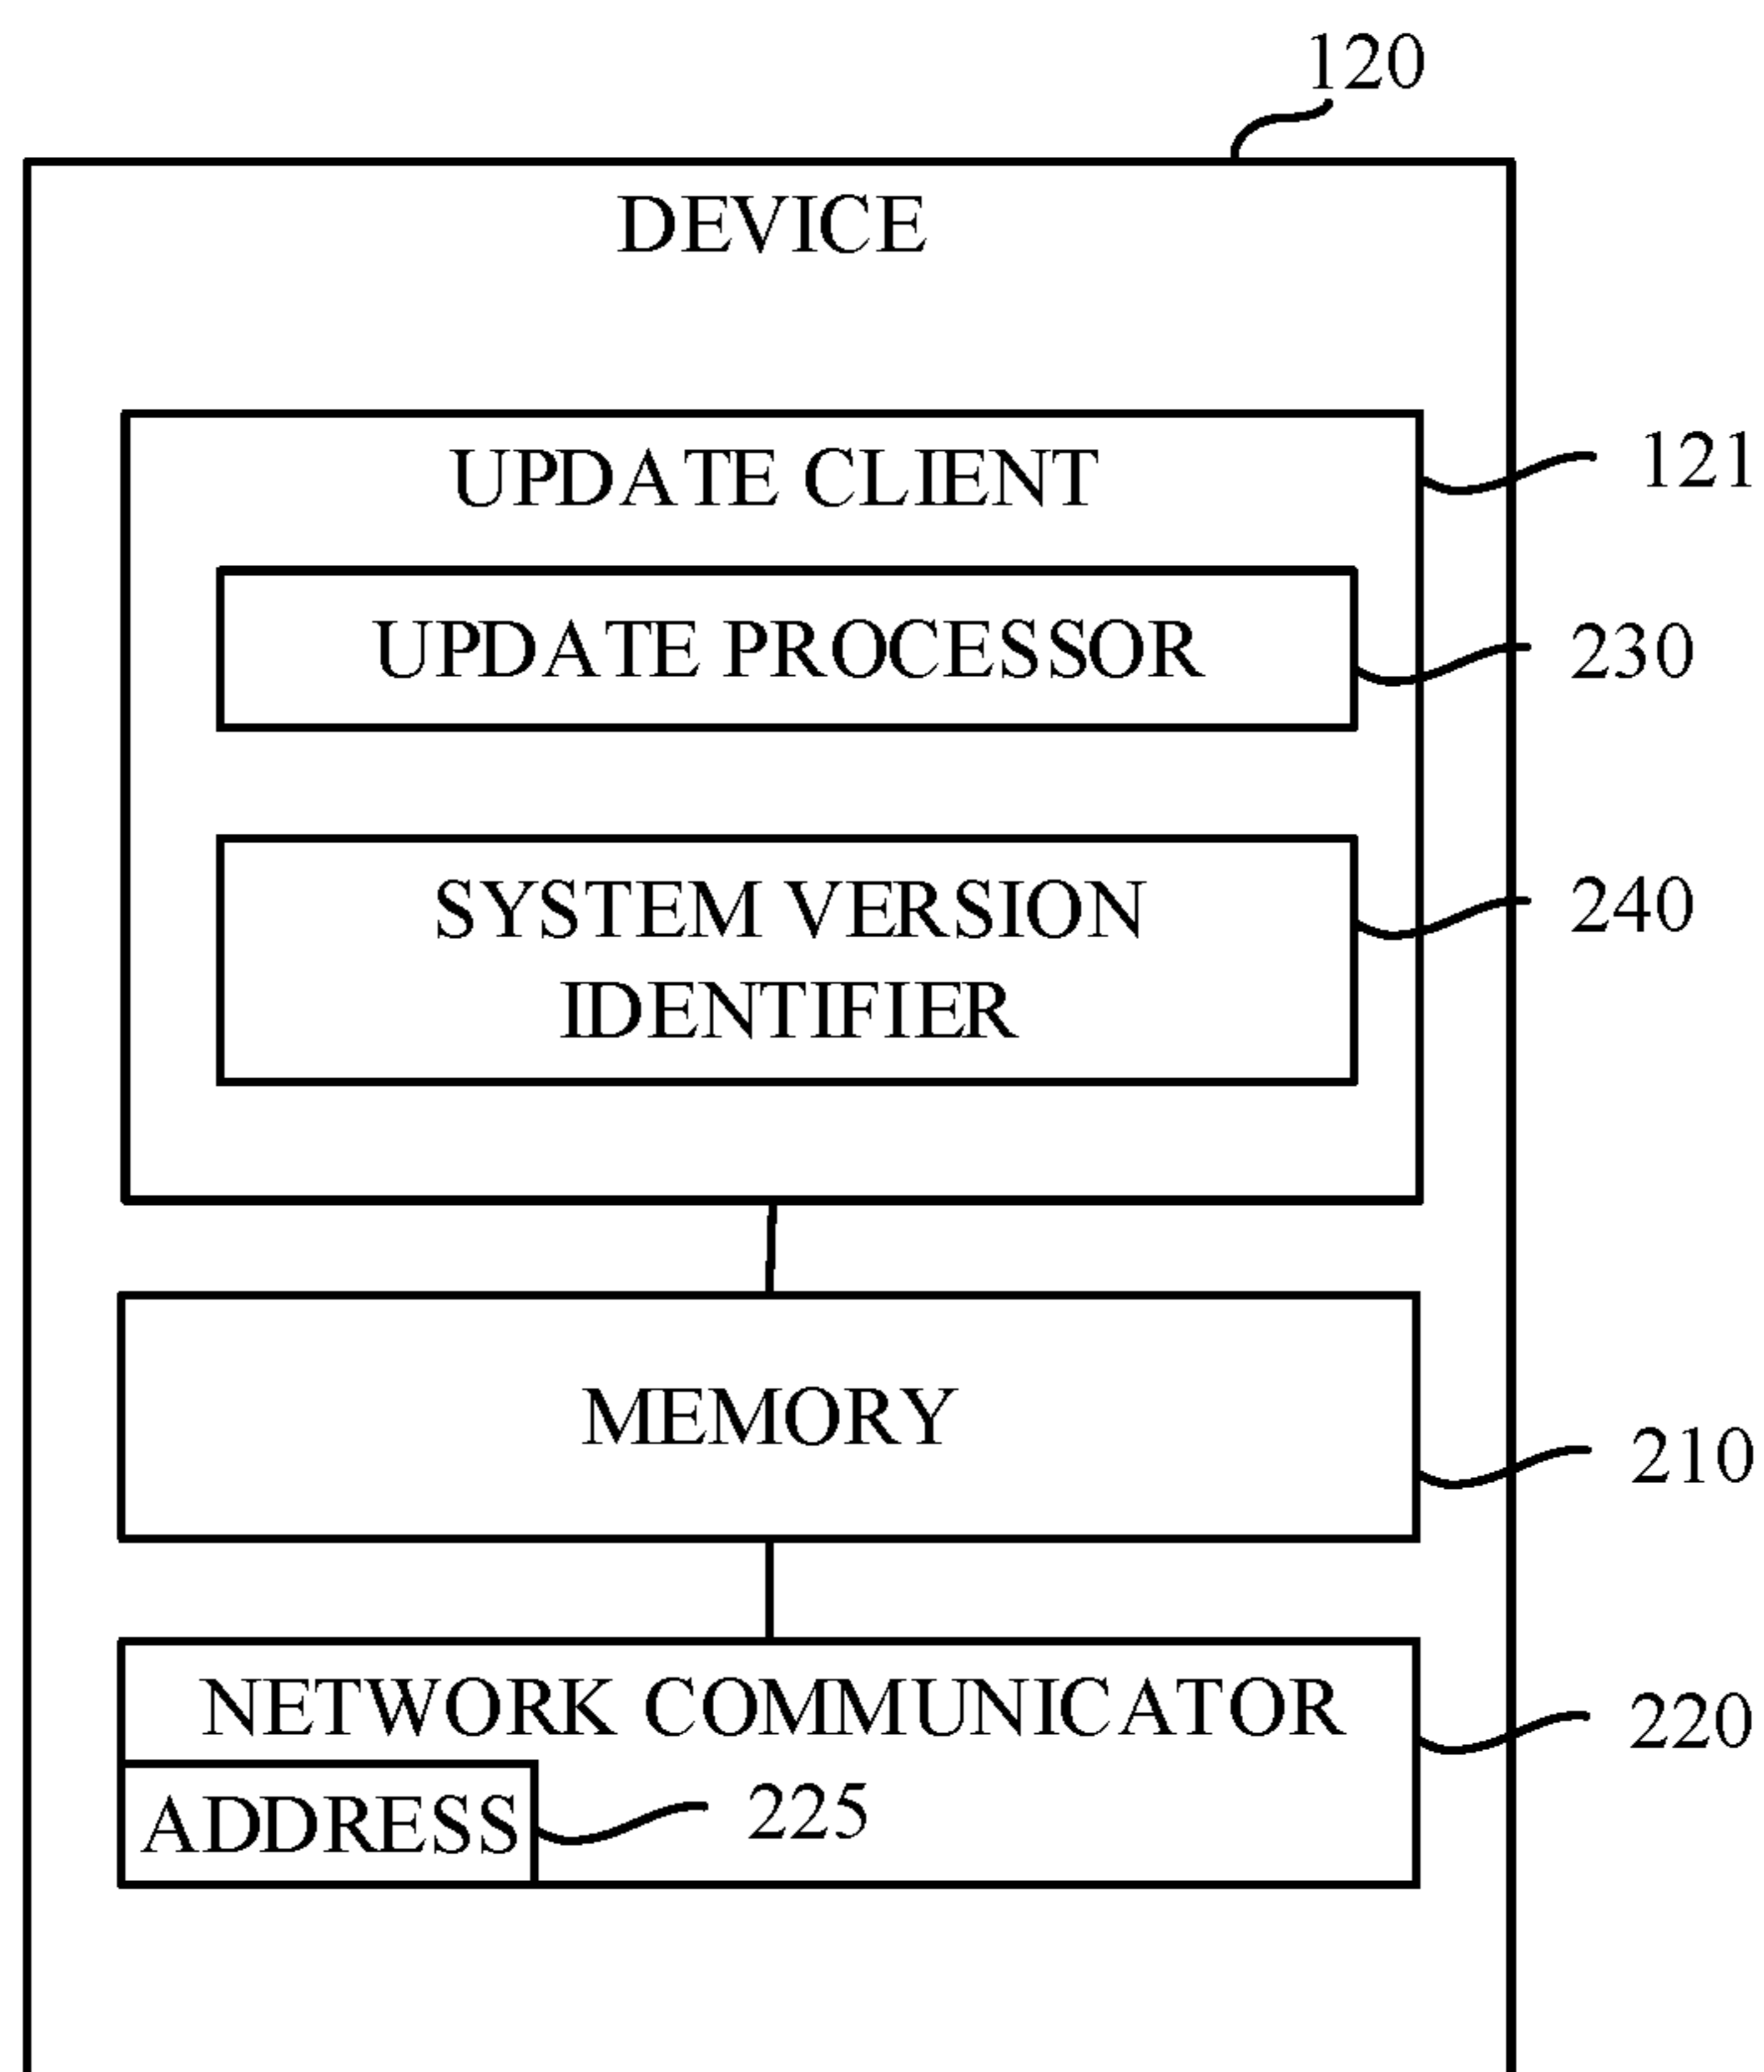 120
DEVICE
UPDATE CLIENT
121
UPDATE PROCESSOR
230
SYSTEM VERSION
IDENTIFIER
240
MEMORY
210
NETWORK COMMUNICATOR
220
ADDRESS
225